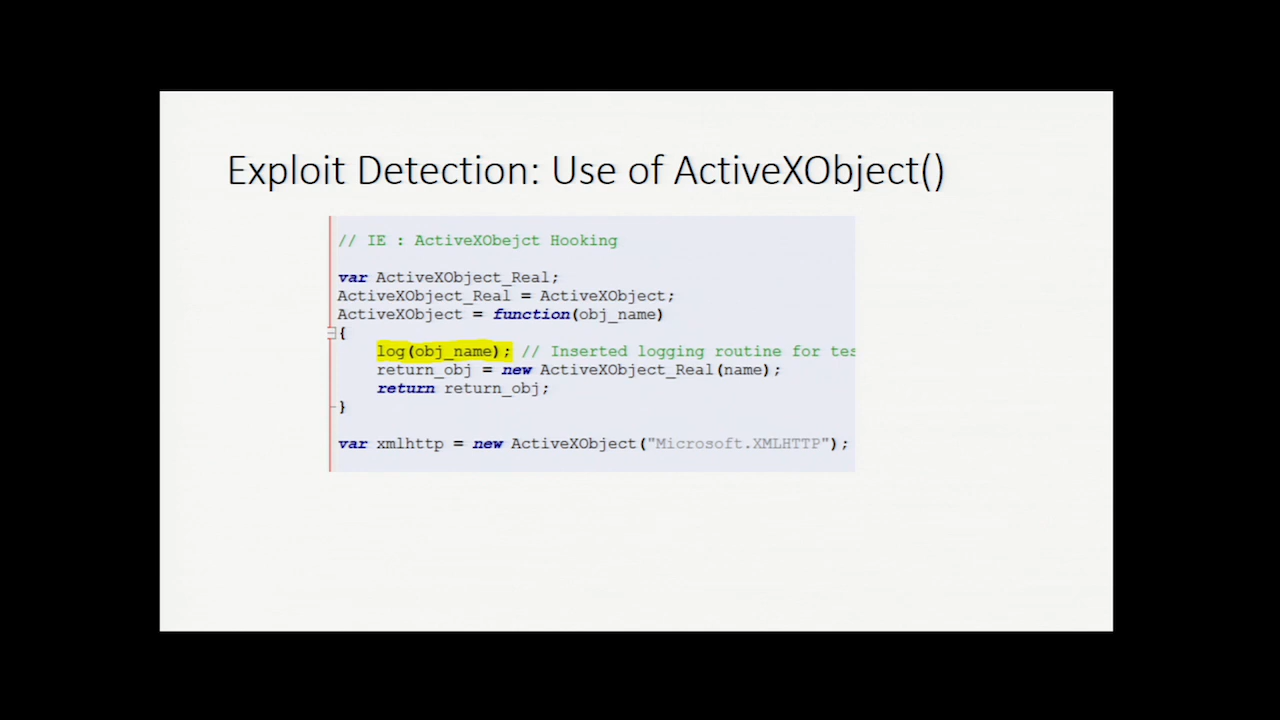 Exploit Detection: Use of ActiveXObject()
// IE : ActiveXObejct Hooking
var ActiveXObject_Real;
ActiveXObject_Real = ActiveXObject;
ActiveXObject = function(obj_name)
{
log(obj_name); // Inserted logging routine for tes
return_obj = new ActiveXObject_Real(name);
return return_obj;
}
var xmlhttp = new ActiveXObject("Microsoft.XMLHTTP");